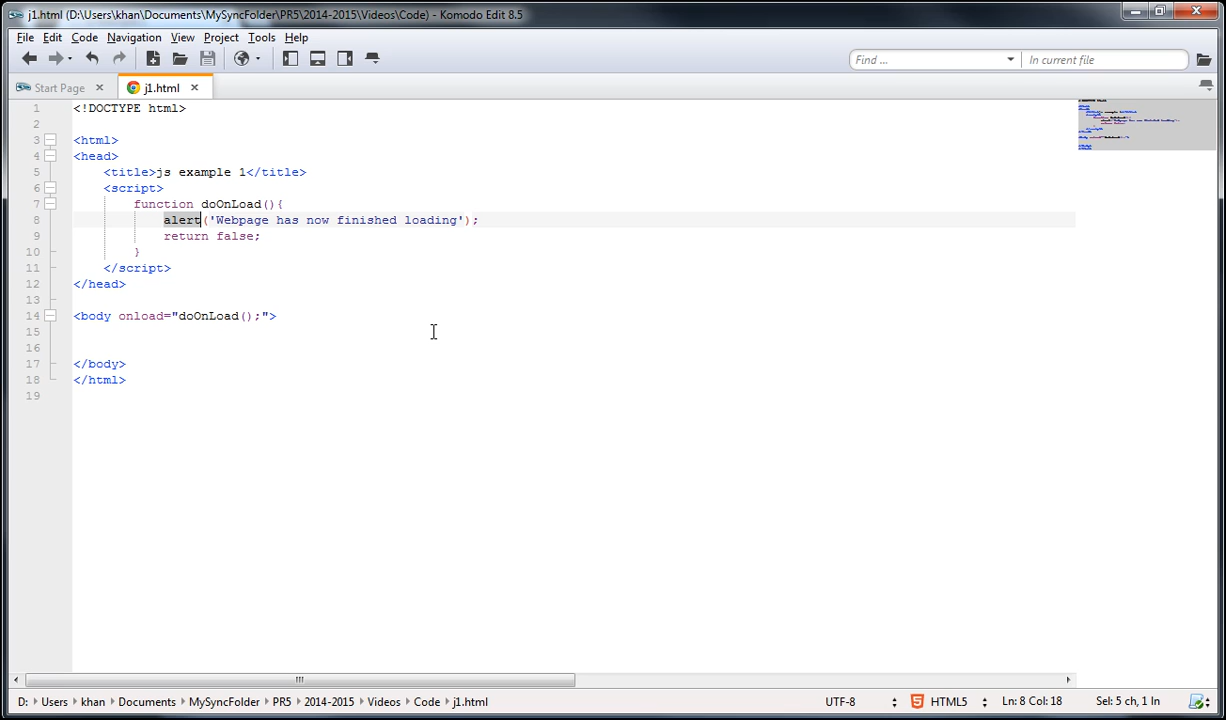 j1.html (D:\Users\khan\Documents\MySyncFolder\PR5\2014-2015\Videos\Code) - Komodo Edit 8.5
File Edit Code Navigation View Project Tools Help
Find ... In current file
Start Page j1.html
1 <!DOCTYPE html>
2
3 <html>
4 <head>
5 <title>js example 1</title>
6 <script>
7 function doOnLoad(){
8 alert('Webpage has now finished loading');
9 return false;
10 }
11 </script>
12 </head>
13
14 <body onload="doOnLoad();">
15
16
17 </body>
18 </html>
19
D: Users khan Documents MySyncFolder PR5 2014-2015 Videos Code j1.html UTF-8 HTML5 Ln: 8 Col: 18 Sel: 5 ch, 1 ln